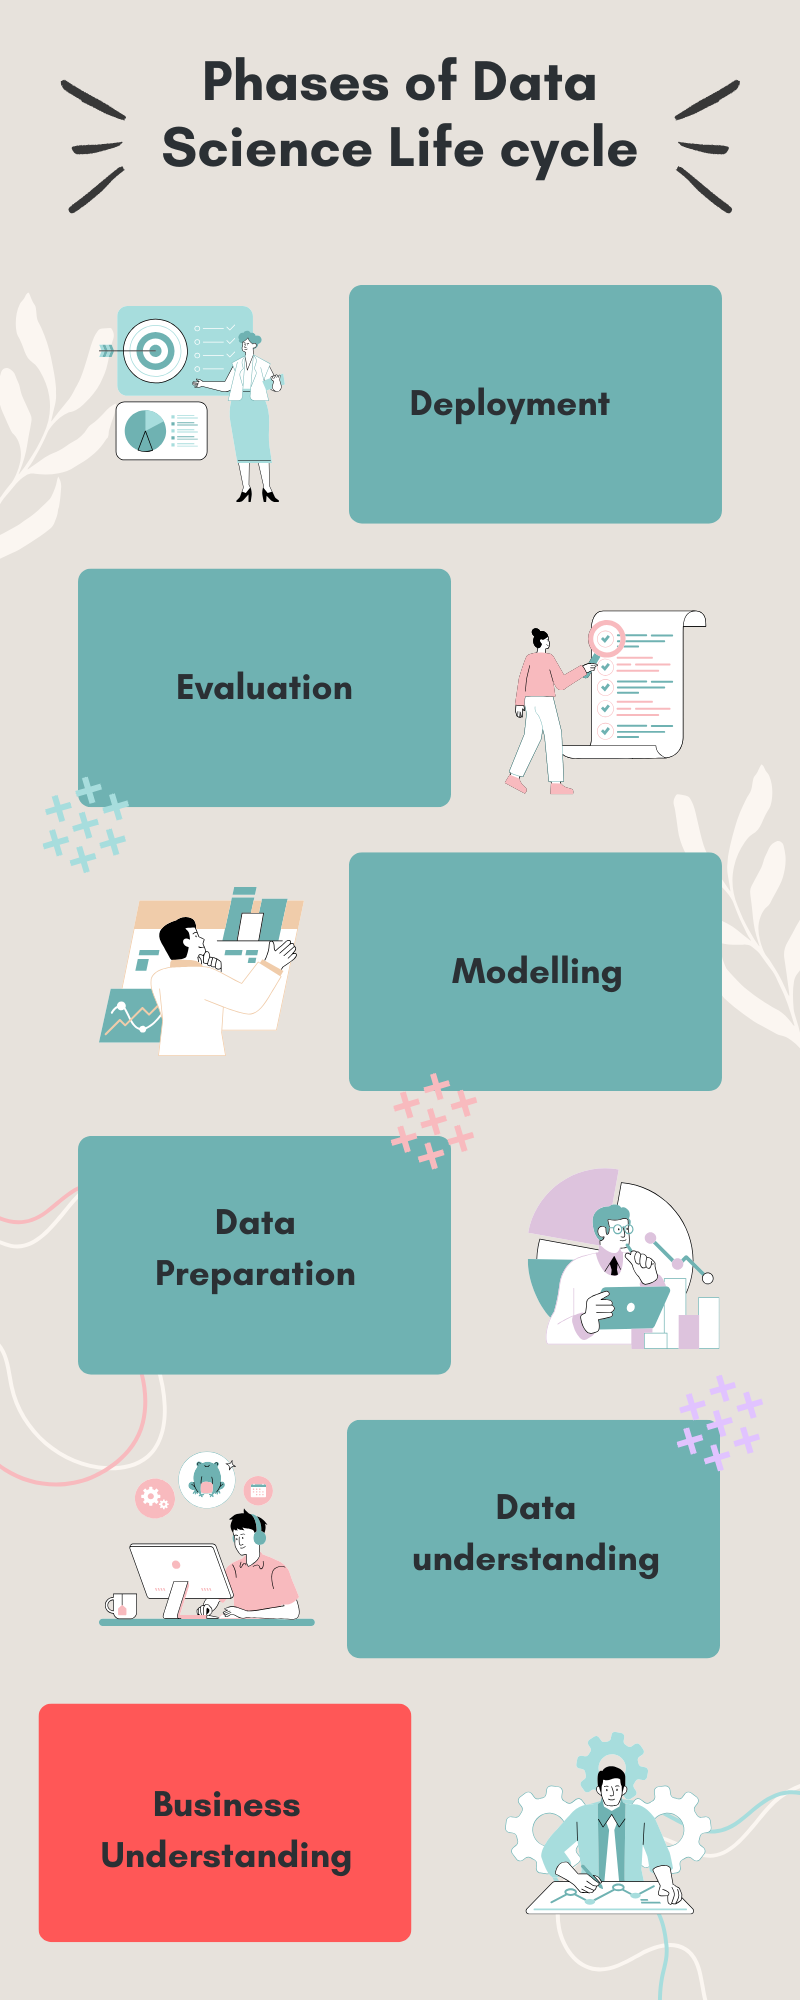 Phases of Data
Science Life cycle
Deployment
Evaluation
Modelling
Data
Preparation
Data
understanding
Business
Understanding